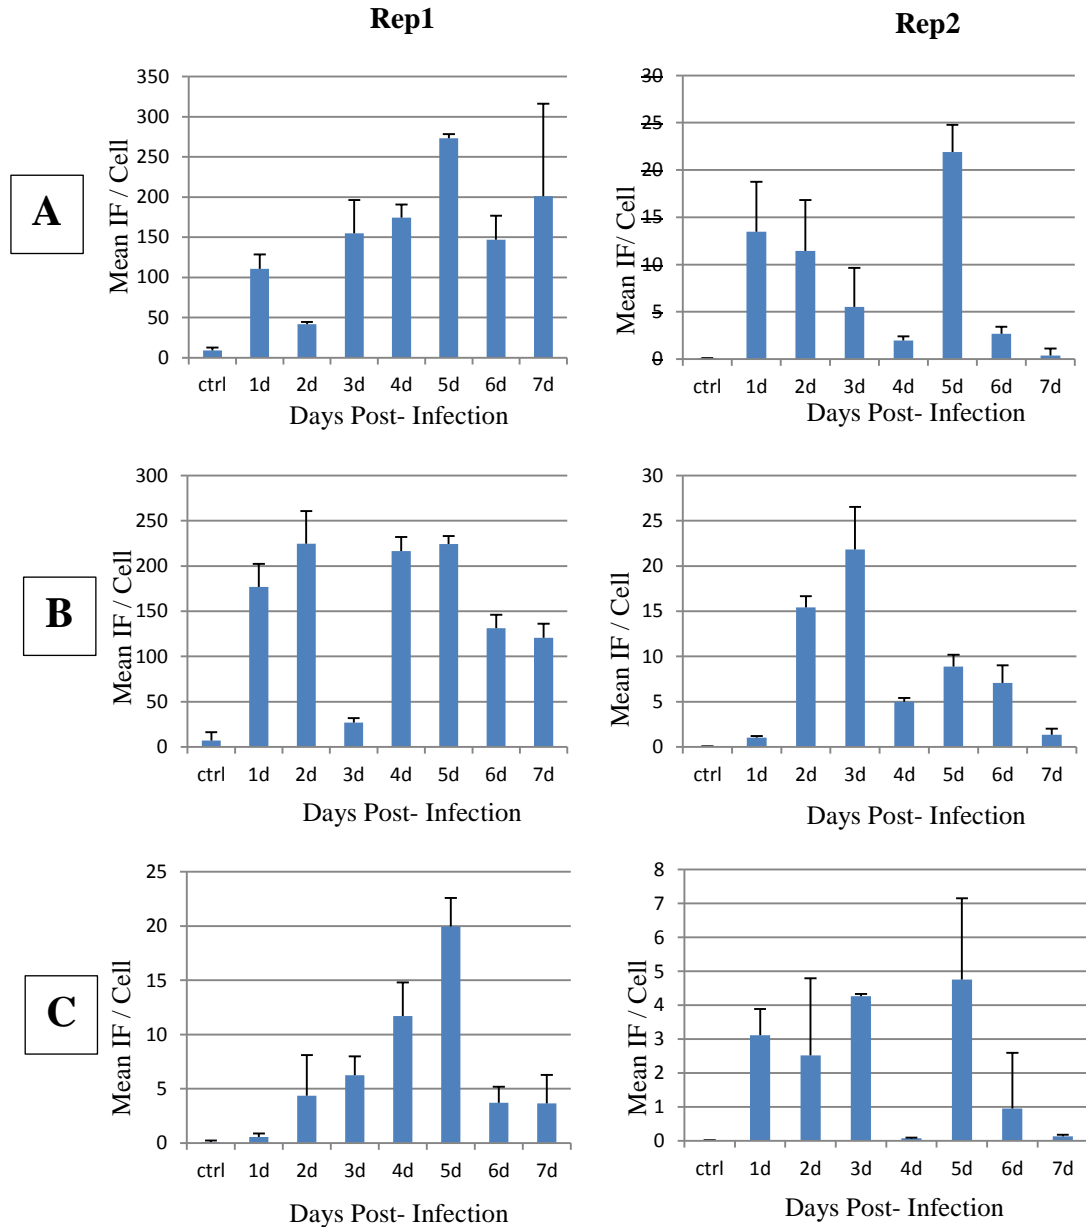 Rep1
Rep2
A
Mean IF / Cell
350
300
250
200
150
100
50
0
ctrl 1d 2d 3d 4d 5d 6d 7d
Days Post- Infection
Mean IF/ Cell
30
25
20
15
10
5
0
ctrl 1d 2d 3d 4d 5d 6d 7d
Days Post- Infection
B
Mean IF / Cell
300
250
200
150
100
50
0
ctrl 1d 2d 3d 4d 5d 6d 7d
Days Post- Infection
Mean IF / Cell
30
25
20
15
10
5
0
ctrl 1d 2d 3d 4d 5d 6d 7d
Days Post- Infection
C
Mean IF / Cell
25
20
15
10
5
0
ctrl 1d 2d 3d 4d 5d 6d 7d
Days Post- Infection
Mean IF / Cell
8
7
6
5
4
3
2
1
0
ctrl 1d 2d 3d 4d 5d 6d 7d
Days Post- Infection